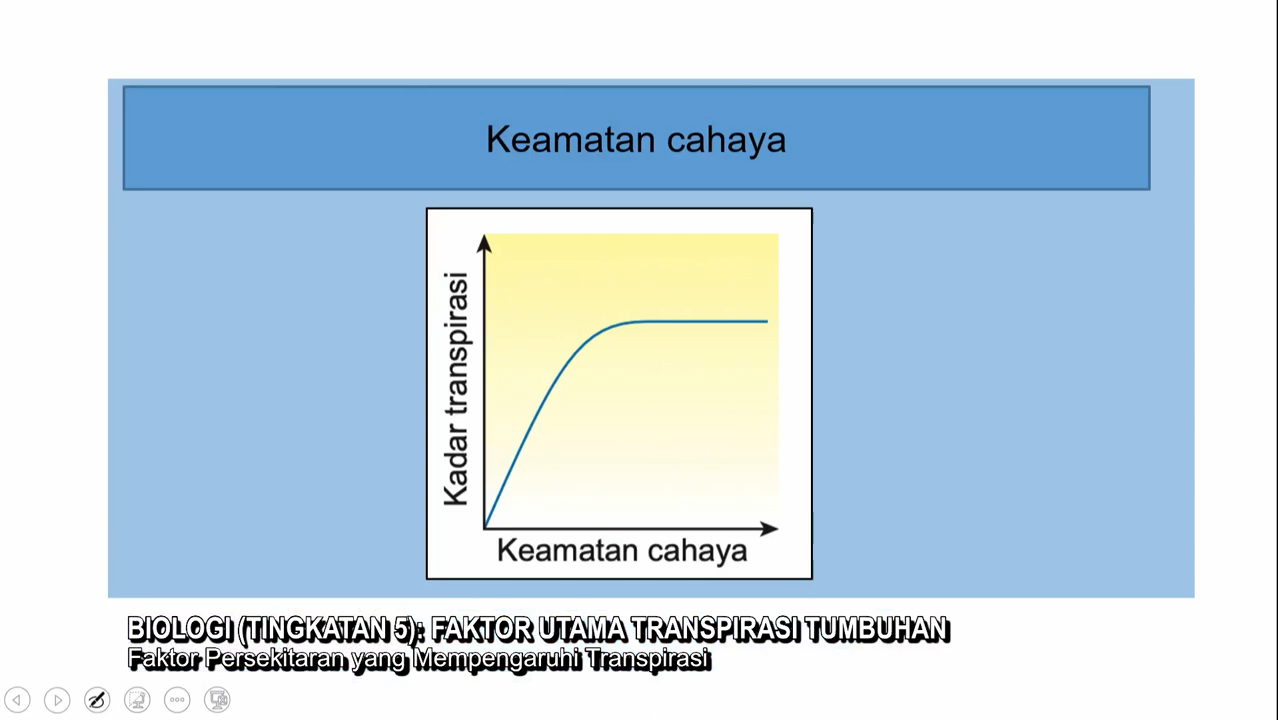 Keamatan cahaya
Kadar transpirasi
Keamatan cahaya
BIOLOGI (TINGKATAN 5): FAKTOR UTAMA TRANSPIRASI TUMBUHAN
Faktor Persekitaran yang Mempengaruhi Transpirasi